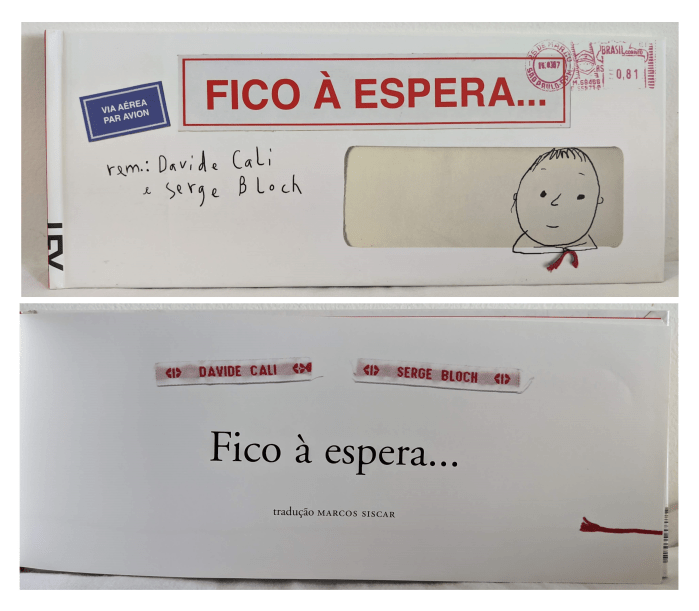 FICO À ESPERA...
BRASIL
0,81
VIA AÉREA
PAR AVION
rem.: Davide Cali
e Serge Bloch
DAVIDE CALI
SERGE BLOCH
Fico à espera...
tradução MARCOS SISCAR